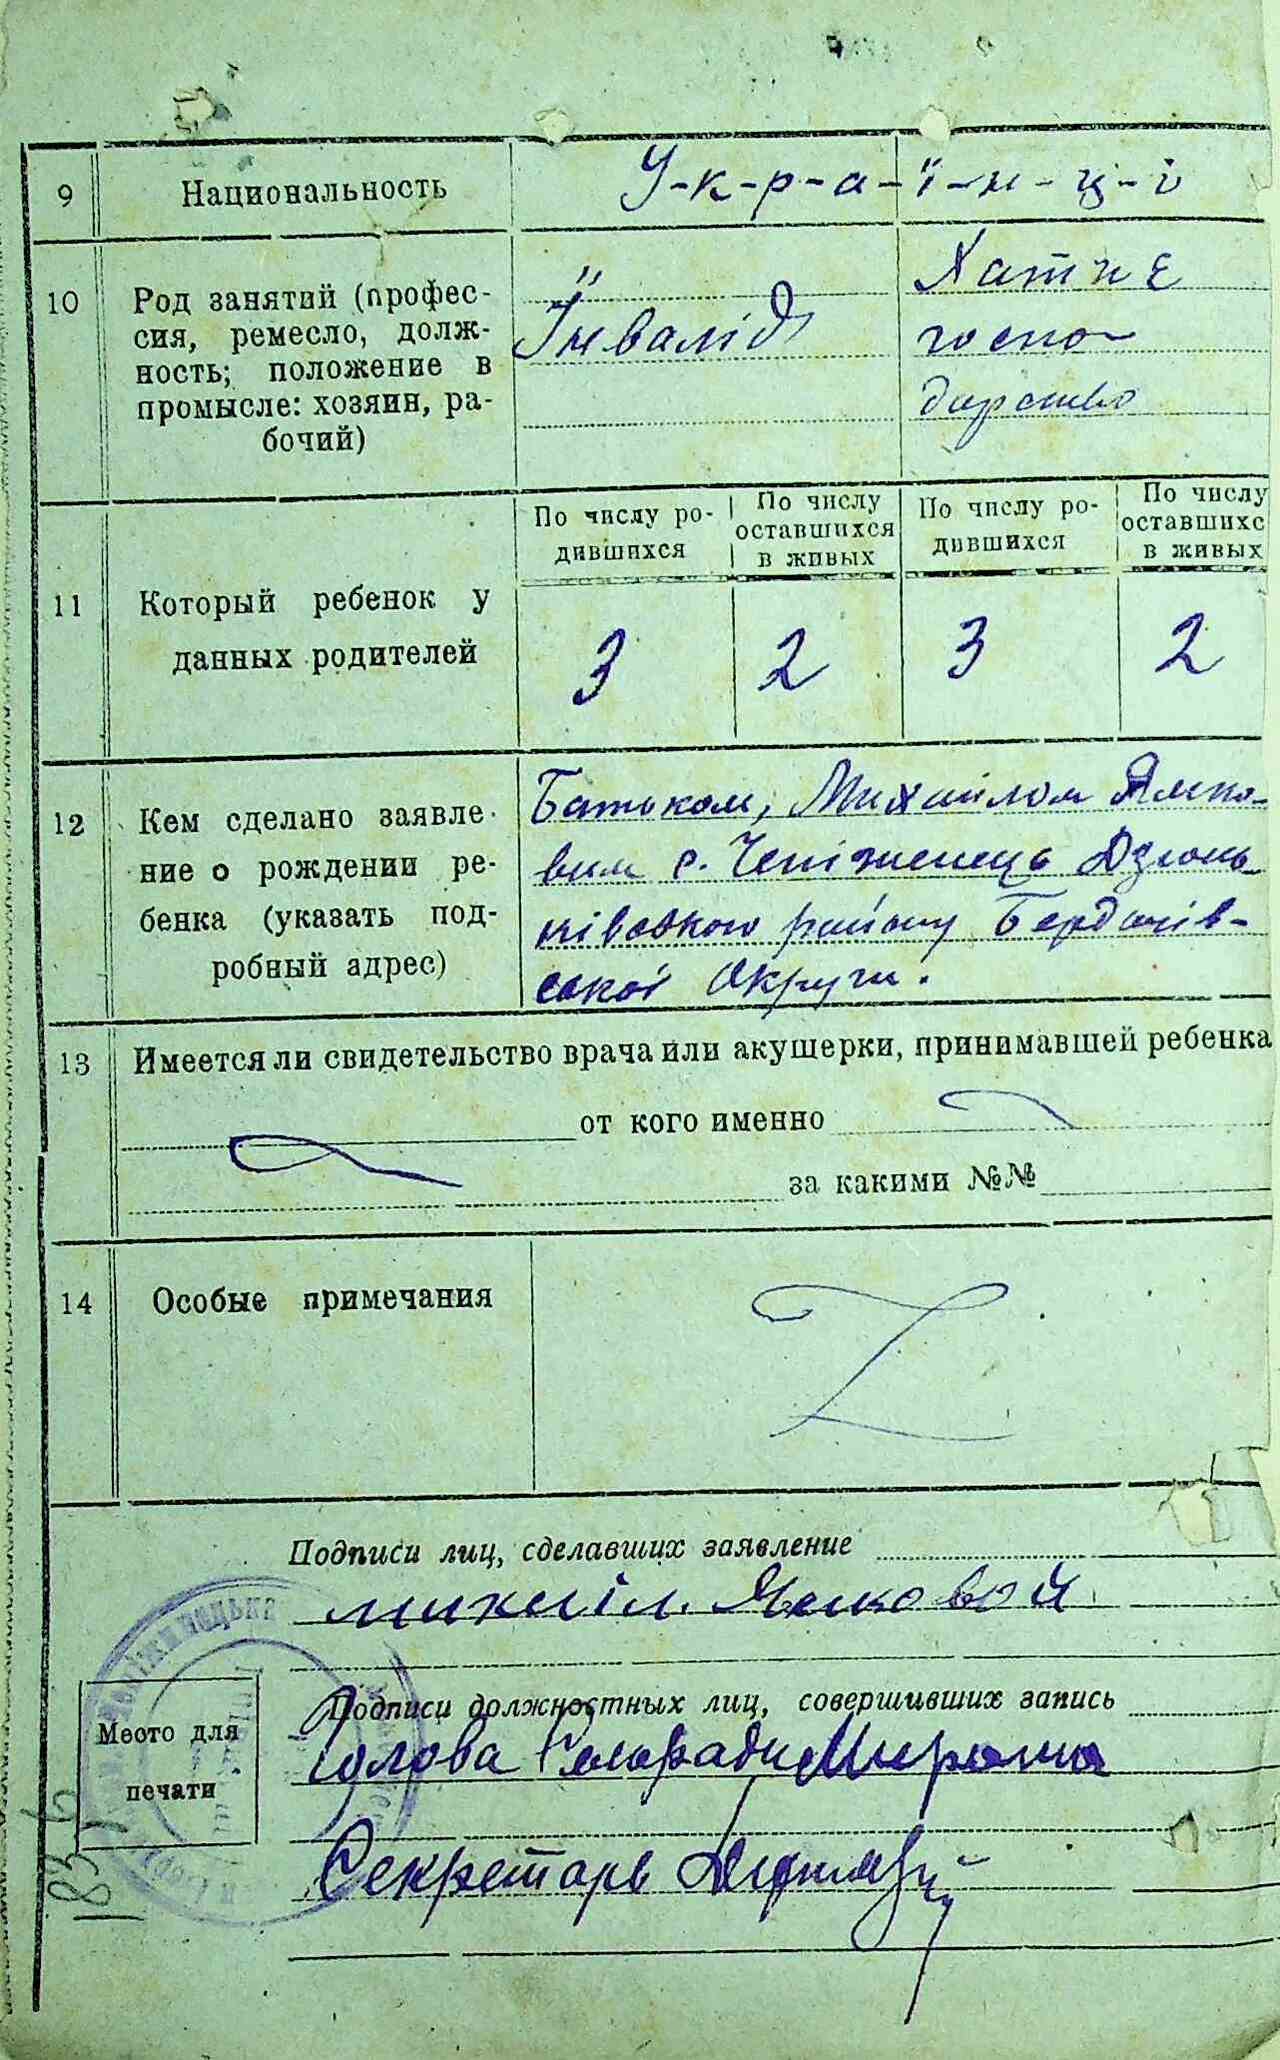 9 Национальность У-к-р-а-ї-н-ц-і
10 Род занятий (профес-
сия, ремесло, долж-
ность; положение в
промысле: хозяин, ра-
бочий)
Інвалід
Хатнє
госпо-
дарство
11 Который ребенок у
данных родителей
По числу ро-
дившихся
По числу
оставшихся
в живых
По числу ро-
дившихся
По числу
оставшихс
в живых
3 2 3 2
12 Кем сделано заявле-
ние о рождении ре-
бенка (указать под-
робный адрес)
Батьком, Михайлом
вим с. Чепіженець Дзюнь
ківського району Бердичів-
ської Округи.
13 Имеется ли свидетельство врача или акушерки, принимавшей ребенка
от кого именно
за какими №№
14 Особые примечания
Подписи лиц, сделавших заявление
михаіл
Подписи должностных лиц, совершивших запись
Голова Сельради
Секретарь
Место для
печати
183